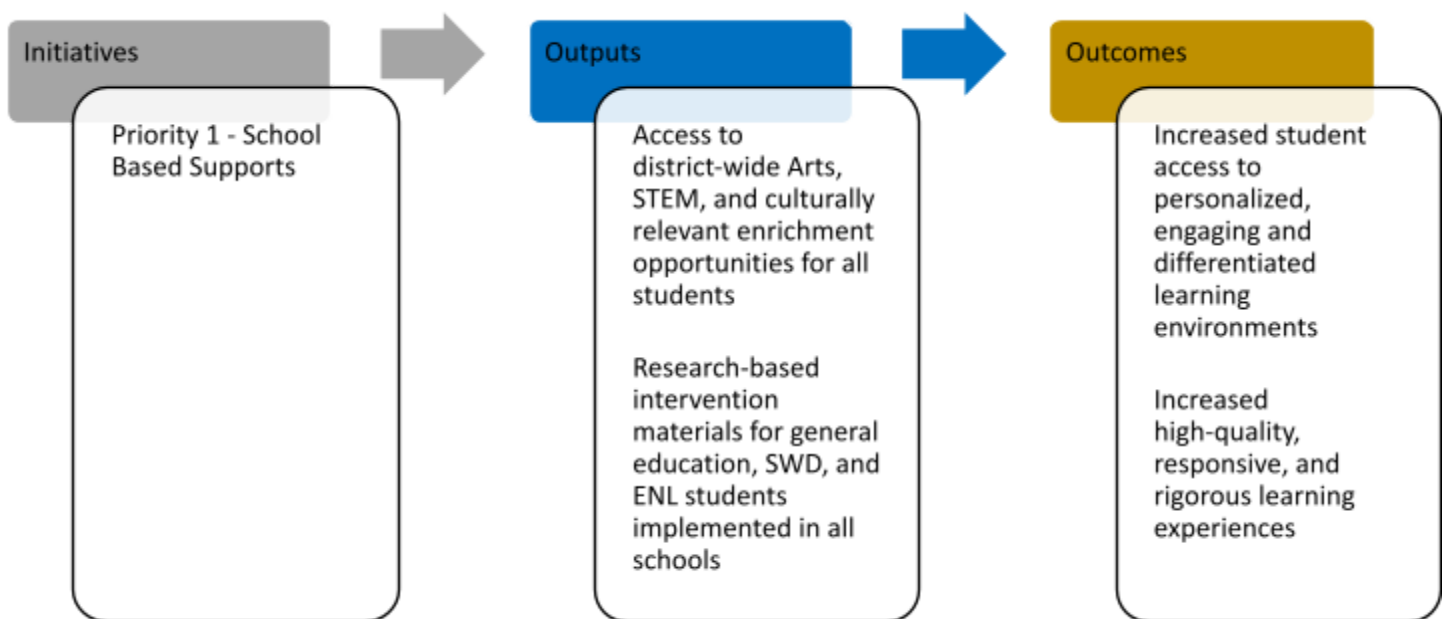 Initiatives
Priority 1 - School
Based Supports
Outputs
Access to
district-wide Arts,
STEM, and culturally
relevant enrichment
opportunities for all
students
Research-based
intervention
materials for general
education, SWD, and
ENL students
implemented in all
schools
Outcomes
Increased student
access to
personalized,
engaging and
differentiated
learning
environments
Increased
high-quality,
responsive, and
rigorous learning
experiences